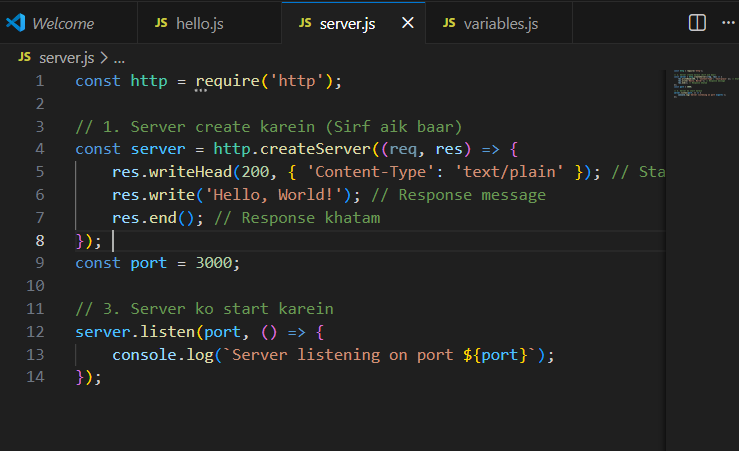 Welcome JS hello.js JS server.js JS variables.js
JS server.js > ...
1 const http = require('http');
2
3 // 1. Server create karein (Sirf aik baar)
4 const server = http.createServer((req, res) => {
5     res.writeHead(200, { 'Content-Type': 'text/plain' }); // Sta
6     res.write('Hello, World!'); // Response message
7     res.end(); // Response khatam
8 });
9 const port = 3000;
10
11 // 3. Server ko start karein
12 server.listen(port, () => {
13     console.log(`Server listening on port ${port}`);
14 });